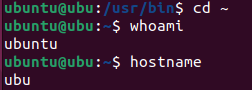 ubuntu@ubu:/usr/bin$ cd ~
ubuntu@ubu:~$ whoami
ubuntu
ubuntu@ubu:~$ hostname
ubu